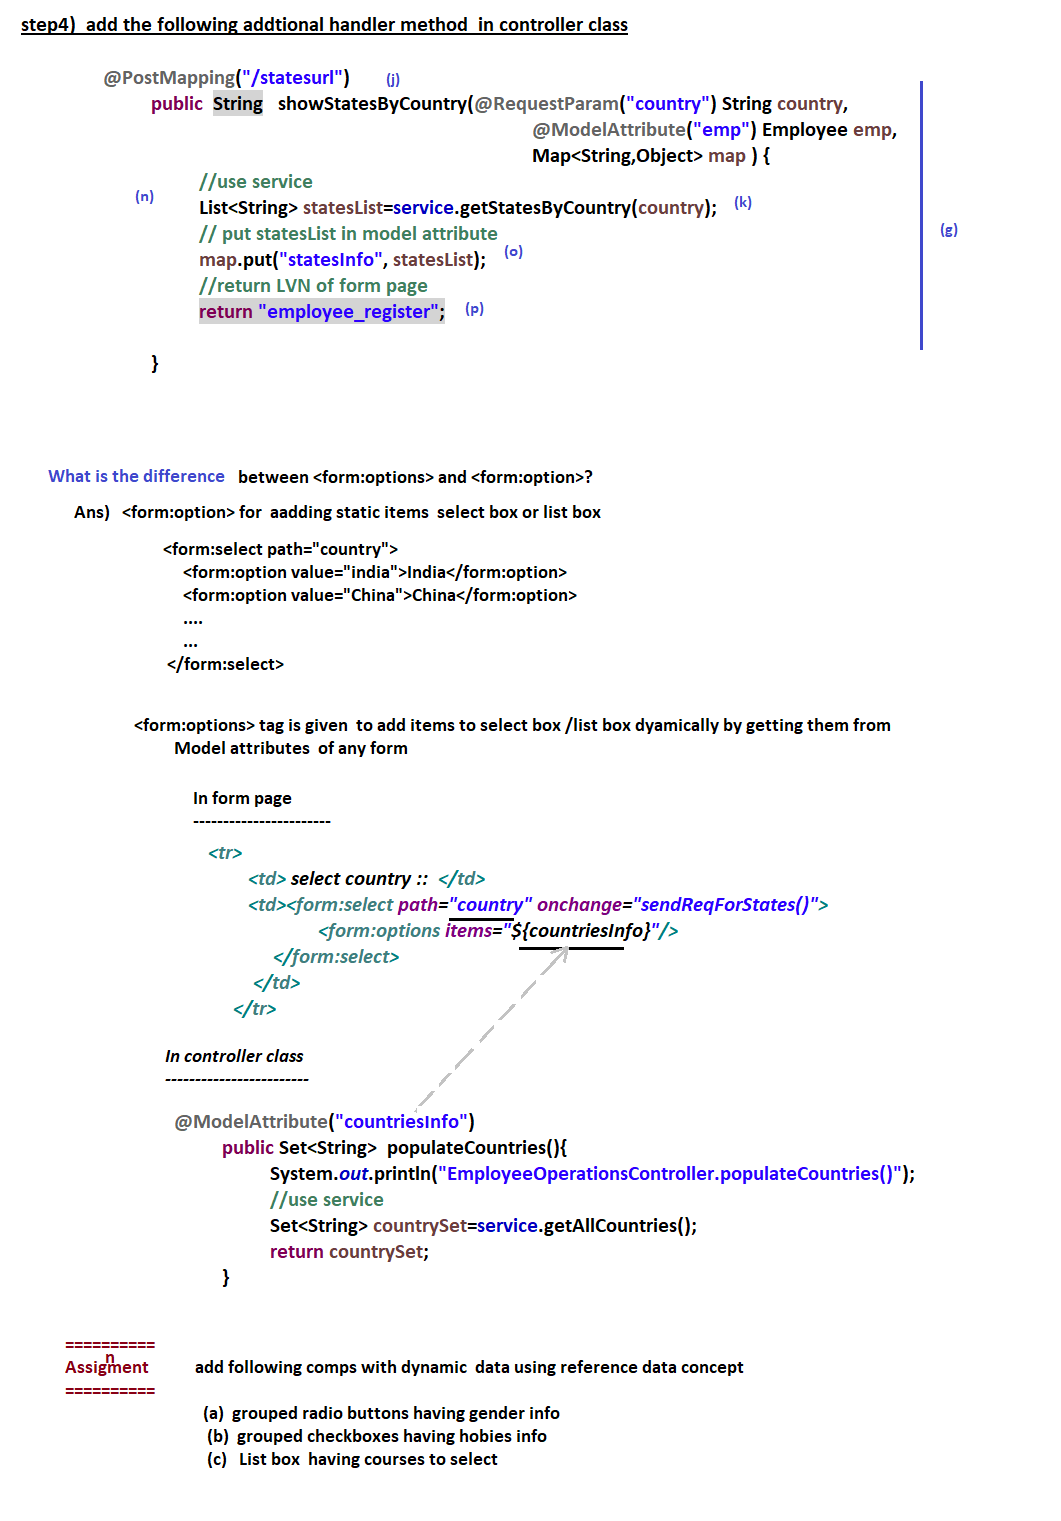 step4)  add the following addtional handler method  in controller class
@PostMapping("/statesurl")   (j)
public  String   showStatesByCountry(@RequestParam("country") String country,
@ModelAttribute("emp") Employee emp,
Map<String,Object> map ) {
//use service
(n)
List<String> statesList=service.getStatesByCountry(country);   (k)
(g)
// put statesList in model attribute
map.put("statesInfo", statesList);   (o)
//return LVN of form page
return "employee_register";   (p)
}
What is the difference   between <form:options> and <form:option>?
Ans)   <form:option> for  aadding static items  select box or list box
<form:select path="country">
<form:option value="india">India</form:option>
<form:option value="China">China</form:option>
....
...
</form:select>
<form:options> tag is given  to add items to select box /list box dyamically by getting them from
Model attributes  of any form
In form page
-----------------------
<tr>
<td> select country ::  </td>
<td><form:select path="country" onchange="sendReqForStates()">
<form:options items="${countriesInfo}"/>
</form:select>
</td>
</tr>
In controller class
------------------------
@ModelAttribute("countriesInfo")
public Set<String>  populateCountries(){
System.out.println("EmployeeOperationsController.populateCountries()");
//use service
Set<String> countrySet=service.getAllCountries();
return countrySet;
}
==========
n
Assigment   add following comps with dynamic  data using reference data concept
==========
(a)  grouped radio buttons having gender info
(b)  grouped checkboxes having hobies info
(c)   List box  having courses to select